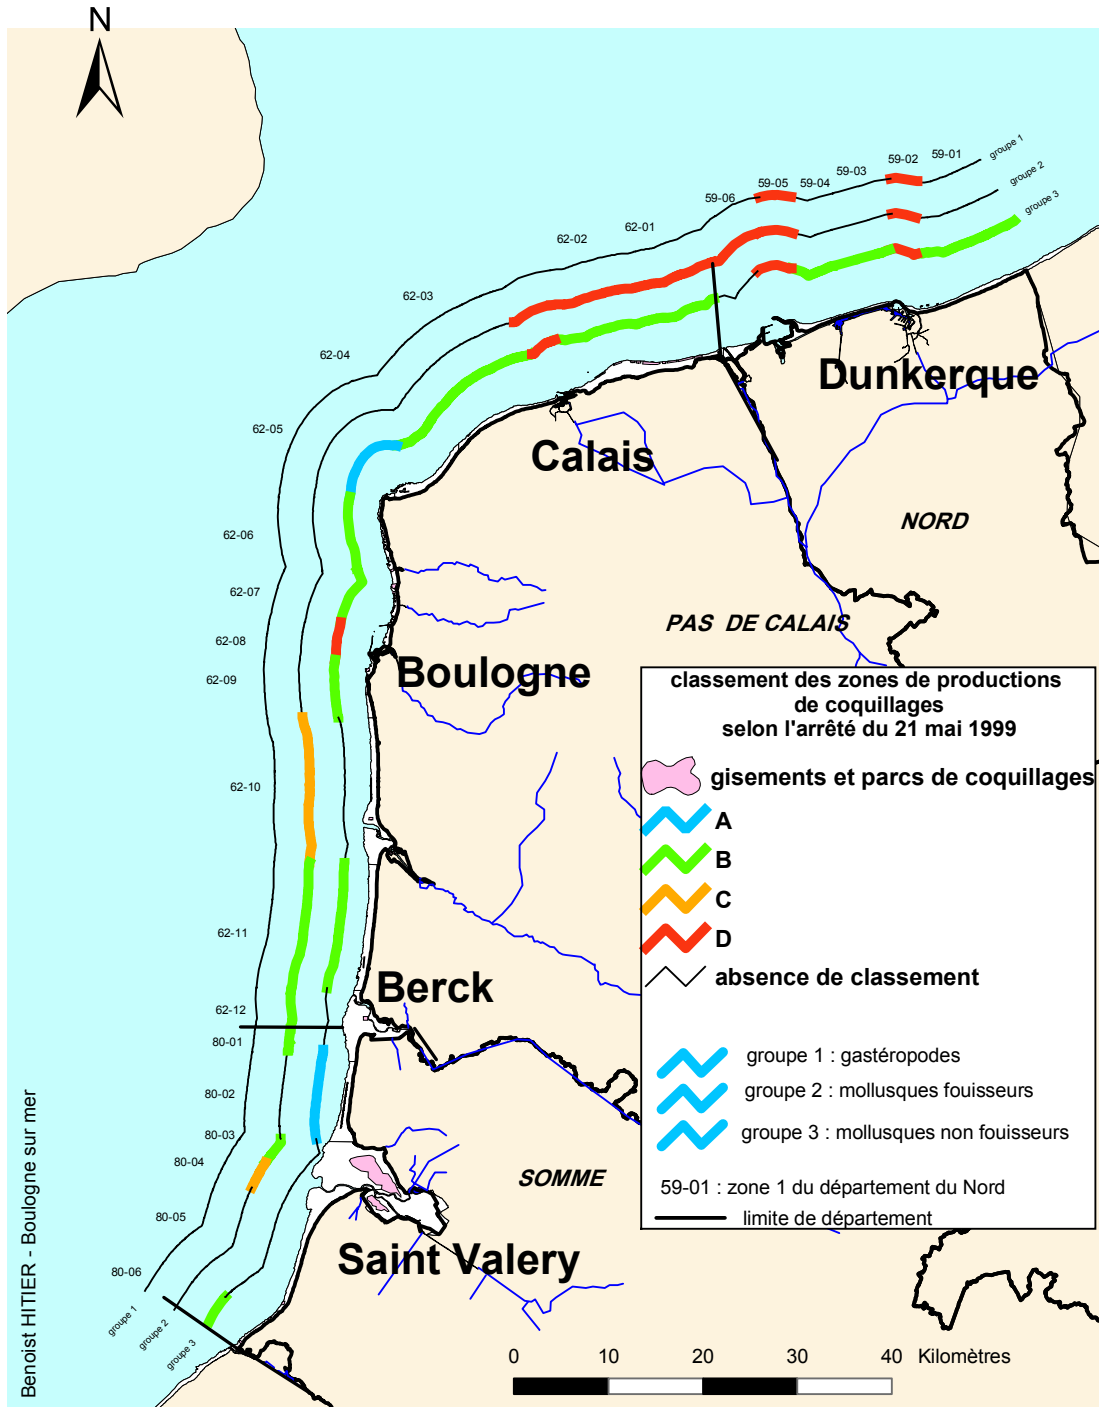 N
groupe 1
groupe 2
groupe 3
59-01
59-02
59-03
59-04
59-05
59-06
62-01
62-02
62-03
62-04
62-05
62-06
62-07
62-08
62-09
62-10
62-11
62-12
80-01
80-02
80-03
80-04
80-05
80-06
groupe 1
groupe 2
groupe 3
Dunkerque
Calais
NORD
PAS DE CALAIS
Boulogne
Berck
SOMME
Saint Valery
classement des zones de productions
de coquillages
selon l'arrêté du 21 mai 1999
gisements et parcs de coquillages
A
B
C
D
absence de classement
groupe 1 : gastéropodes
groupe 2 : mollusques fouisseurs
groupe 3 : mollusques non fouisseurs
59-01 : zone 1 du département du Nord
limite de département
0 10 20 30 40 Kilomètres
Benoist HITIER - Boulogne sur mer